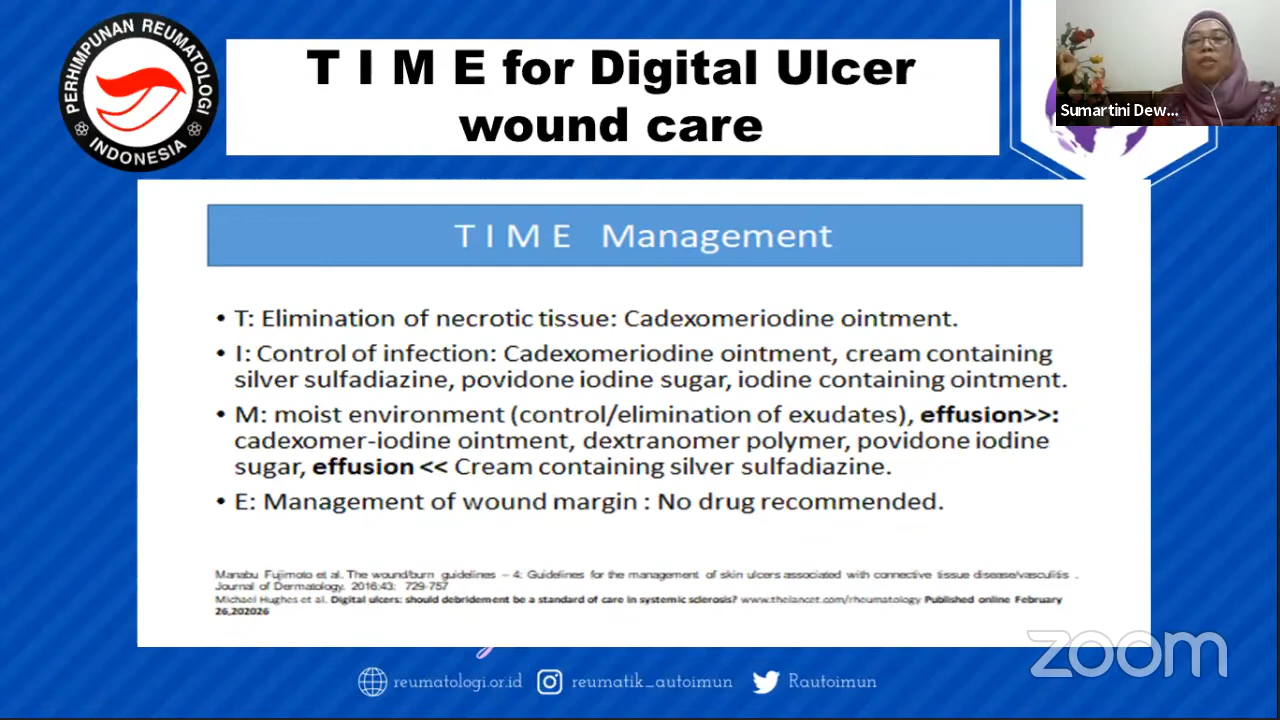 PERHIMPUNAN REUMATOLOGI
INDONESIA
T I M E for Digital Ulcer
wound care
Sumartini Dew...
T I M E Management
• T: Elimination of necrotic tissue: Cadexomeriodine ointment.
• I: Control of infection: Cadexomeriodine ointment, cream containing
silver sulfadiazine, povidone iodine sugar, iodine containing ointment.
• M: moist environment (control/elimination of exudates), effusion>>:
cadexomer-iodine ointment, dextranomer polymer, povidone iodine
sugar, effusion << Cream containing silver sulfadiazine.
• E: Management of wound margin : No drug recommended.
Manabu Fujimoto et al. The wound/burn guidelines – 4: Guidelines for the management of skin ulcers associated with connective tissue disease/vasculitis .
Journal of Dermatology. 2016:43: 729-757
Michael Hughes et al. Digital ulcers: should debridement be a standard of care in systemic sclerosis? www.thelancet.com/rheumatology Published online February
26,202026
zoom
reumatologi.or.id reumatik_autoimun Rautoimun